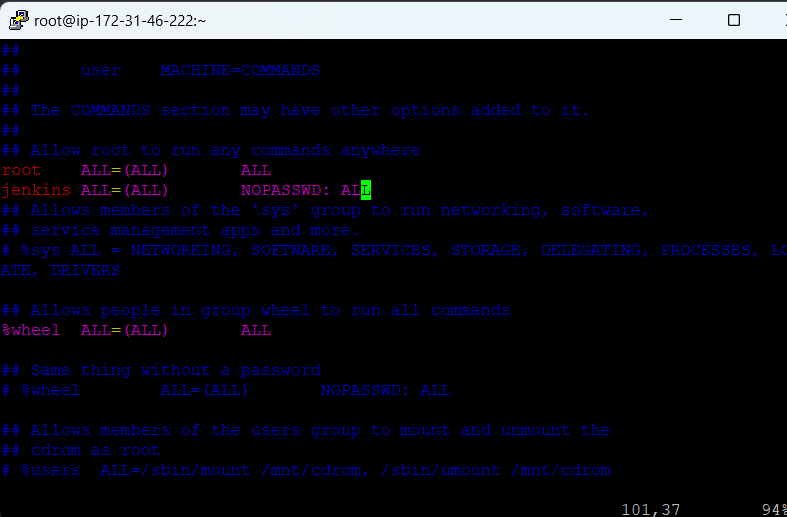 root@ip-172-31-46-222:~
##
##      user    MACHINE=COMMANDS
##
## The COMMANDS section may have other options added to it.
##
## Allow root to run any commands anywhere
root    ALL=(ALL)       ALL
jenkins ALL=(ALL)       NOPASSWD: ALL
## Allows members of the 'sys' group to run networking, software,
## service management apps and more.
# %sys ALL = NETWORKING, SOFTWARE, SERVICES, STORAGE, DELEGATING, PROCESSES, LO
ATE, DRIVERS
## Allows people in group wheel to run all commands
%wheel  ALL=(ALL)       ALL
## Same thing without a password
# %wheel        ALL=(ALL)       NOPASSWD: ALL
## Allows members of the users group to mount and unmount the
## cdrom as root
# %users  ALL=/sbin/mount /mnt/cdrom, /sbin/umount /mnt/cdrom
101,37        94%